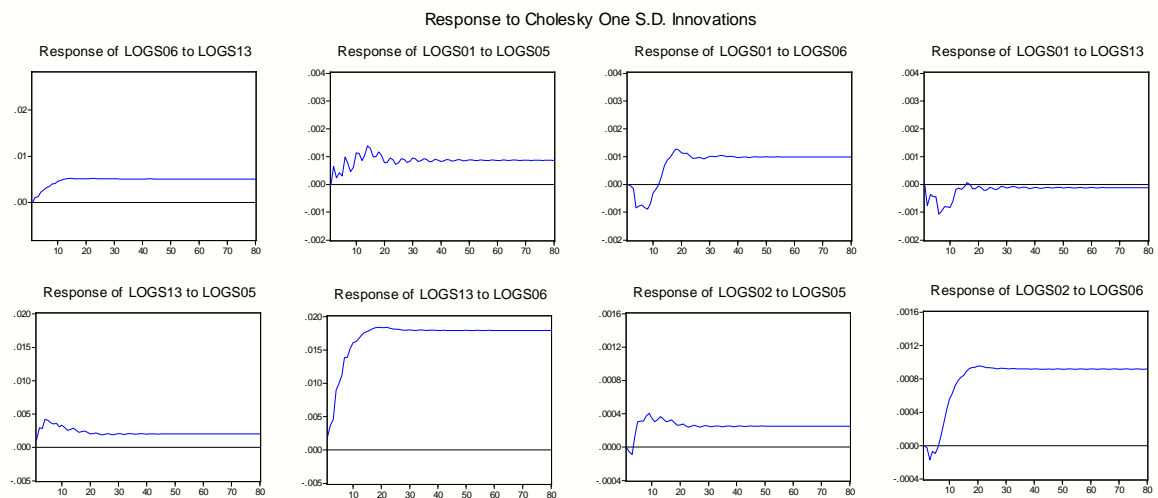 Response to Cholesky One S.D. Innovations
Response of LOGS06 to LOGS13
.02
.01
.00
10 20 30 40 50 60 70 80
Response of LOGS01 to LOGS05
.004
.003
.002
.001
.000
-.001
-.002
10 20 30 40 50 60 70 80
Response of LOGS01 to LOGS06
.004
.003
.002
.001
.000
-.001
-.002
10 20 30 40 50 60 70 80
Response of LOGS01 to LOGS13
.004
.003
.002
.001
.000
-.001
-.002
10 20 30 40 50 60 70 80
Response of LOGS13 to LOGS05
.020
.015
.010
.005
.000
-.005
10 20 30 40 50 60 70 80
Response of LOGS13 to LOGS06
.020
.015
.010
.005
.000
-.005
10 20 30 40 50 60 70 80
Response of LOGS02 to LOGS05
.0016
.0012
.0008
.0004
.0000
-.0004
10 20 30 40 50 60 70 80
Response of LOGS02 to LOGS06
.0016
.0012
.0008
.0004
.0000
-.0004
10 20 30 40 50 60 70 80